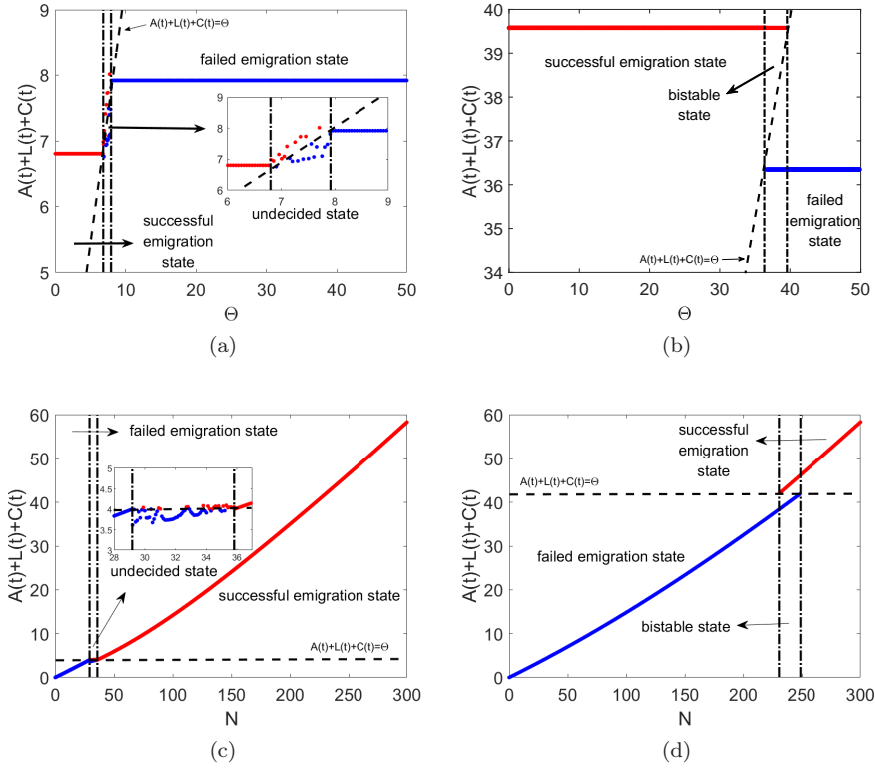 9
8
7
6
5
A(t)+L(t)+C(t)
A(t)+L(t)+C(t)=Θ
failed emigration state
9
8
7
6
6 7 8 9
undecided state
successful
emigration
state
0 10 20 30 40 50
Θ
(a)
40
39
38
37
36
35
34
A(t)+L(t)+C(t)
successful emigration state
bistable
state
failed
emigration
state
A(t)+L(t)+C(t)=Θ
0 10 20 30 40 50
Θ
(b)
60
50
40
30
20
10
0
A(t)+L(t)+C(t)
failed emigration state
5
4.5
4
3.5
3
28 30 32 34 36
undecided state
successful emigration state
A(t)+L(t)+C(t)=Θ
0 50 100 150 200 250 300
N
(c)
60
50
40
30
20
10
0
A(t)+L(t)+C(t)
successful
emigration
state
A(t)+L(t)+C(t)=Θ
failed emigration state
bistable state
0 50 100 150 200 250 300
N
(d)